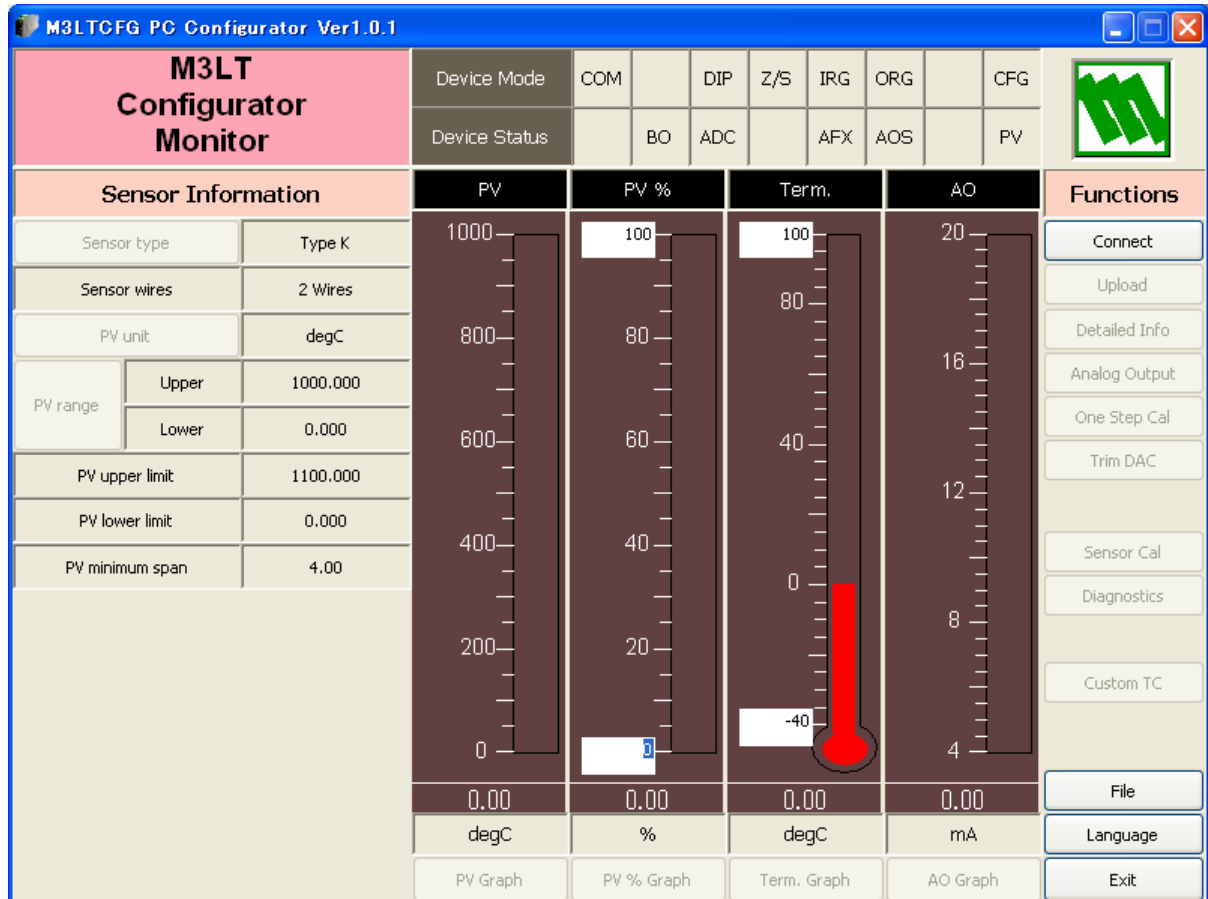 M3LTCFG PC Configurator Ver1.0.1
M3LT
Configurator
Monitor
Device Mode COM DIP Z/S IRG ORG CFG
Device Status BO ADC AFX AOS PV
Sensor Information
Sensor type Type K
Sensor wires 2 Wires
PV unit degC
PV range
Upper 1000.000
Lower 0.000
PV upper limit 1100.000
PV lower limit 0.000
PV minimum span 4.00
PV
1000
800
600
400
200
0
0.00
degC
PV Graph
PV %
100
80
60
40
20
0
0.00
%
PV % Graph
Term.
100
80
40
0
-40
0.00
degC
Term. Graph
AO
20
16
12
8
4
0.00
mA
AO Graph
Functions
Connect
Upload
Detailed Info
Analog Output
One Step Cal
Trim DAC
Sensor Cal
Diagnostics
Custom TC
File
Language
Exit